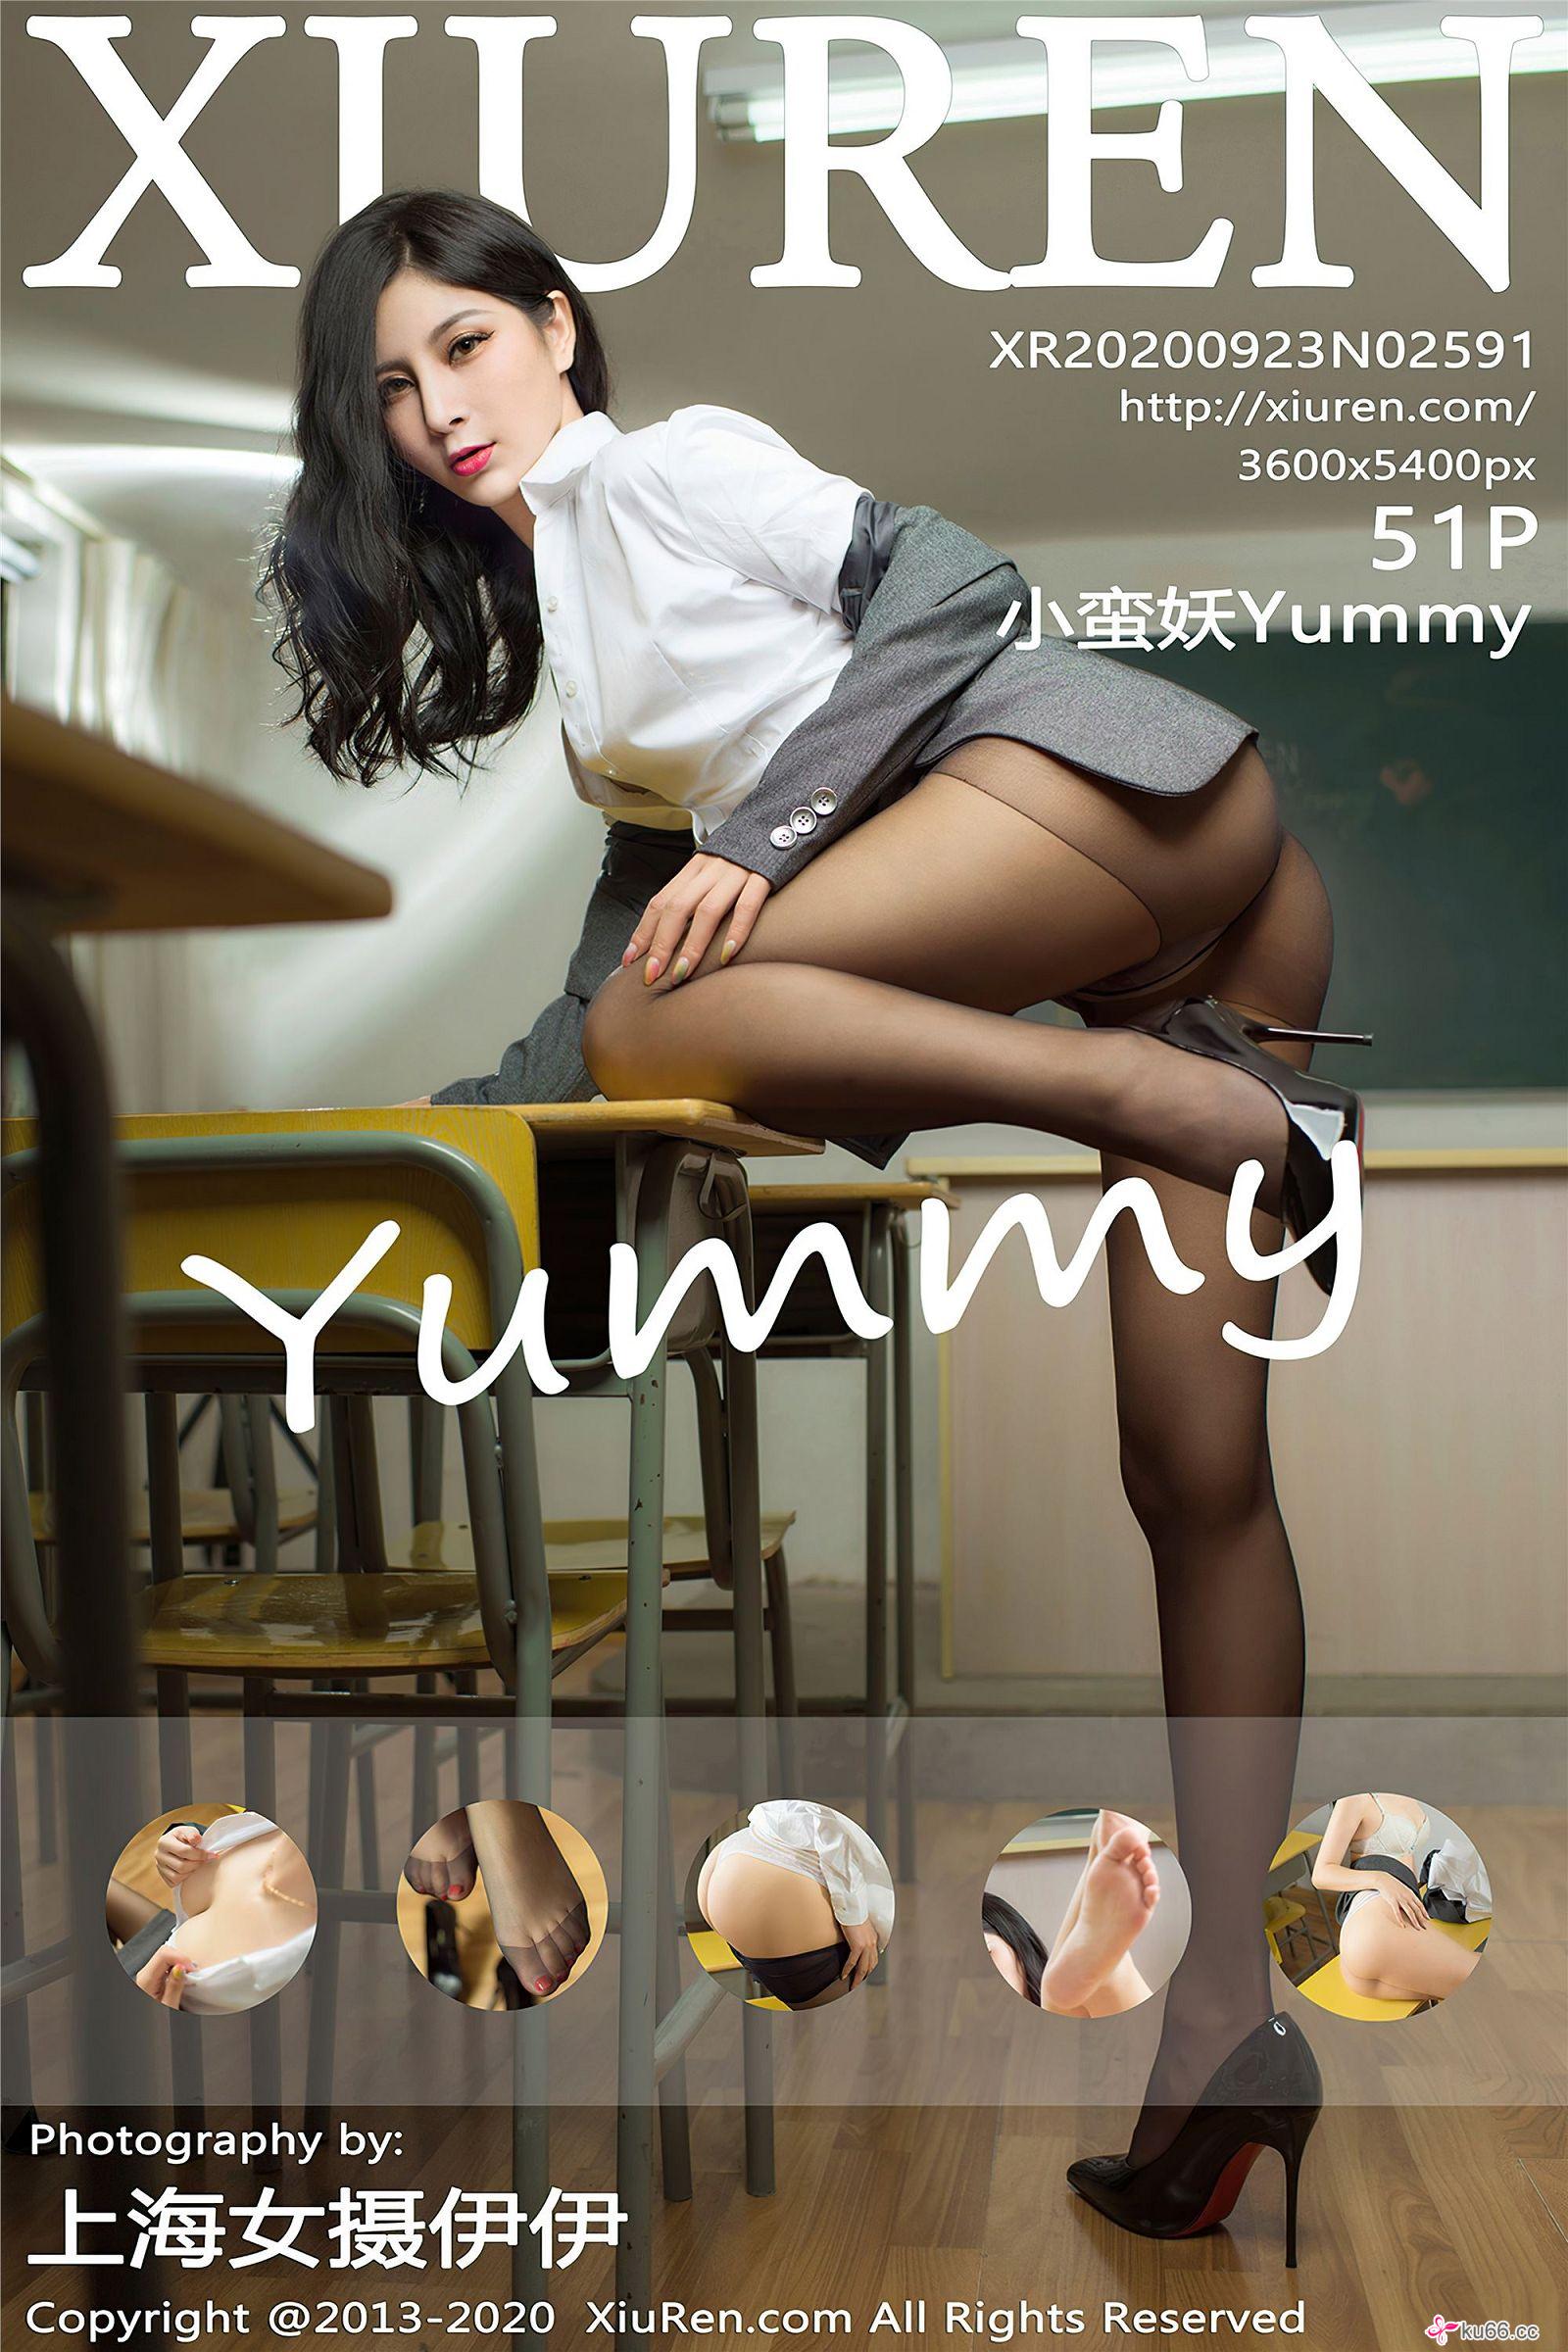 XIUREN
XR20200923N02591
http://xiuren.com/
3600x5400px
51P
小蛮妖Yummy
Yummy
Photography by:
上海女摄伊伊
Copyright @2013-2020 XiuRen.com All Rights Reserved
ku66.cc